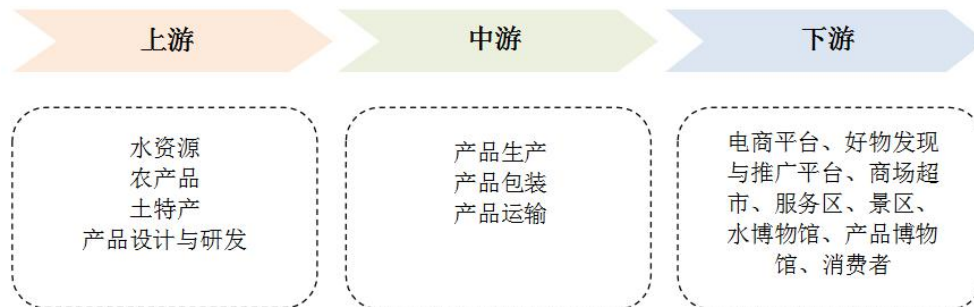 上游
中游
下游
水资源
农产品
土特产
产品设计与研发
产品生产
产品包装
产品运输
电商平台、好物发现
与推广平台、商场超
市、服务区、景区、
水博物馆、产品博物
馆、消费者